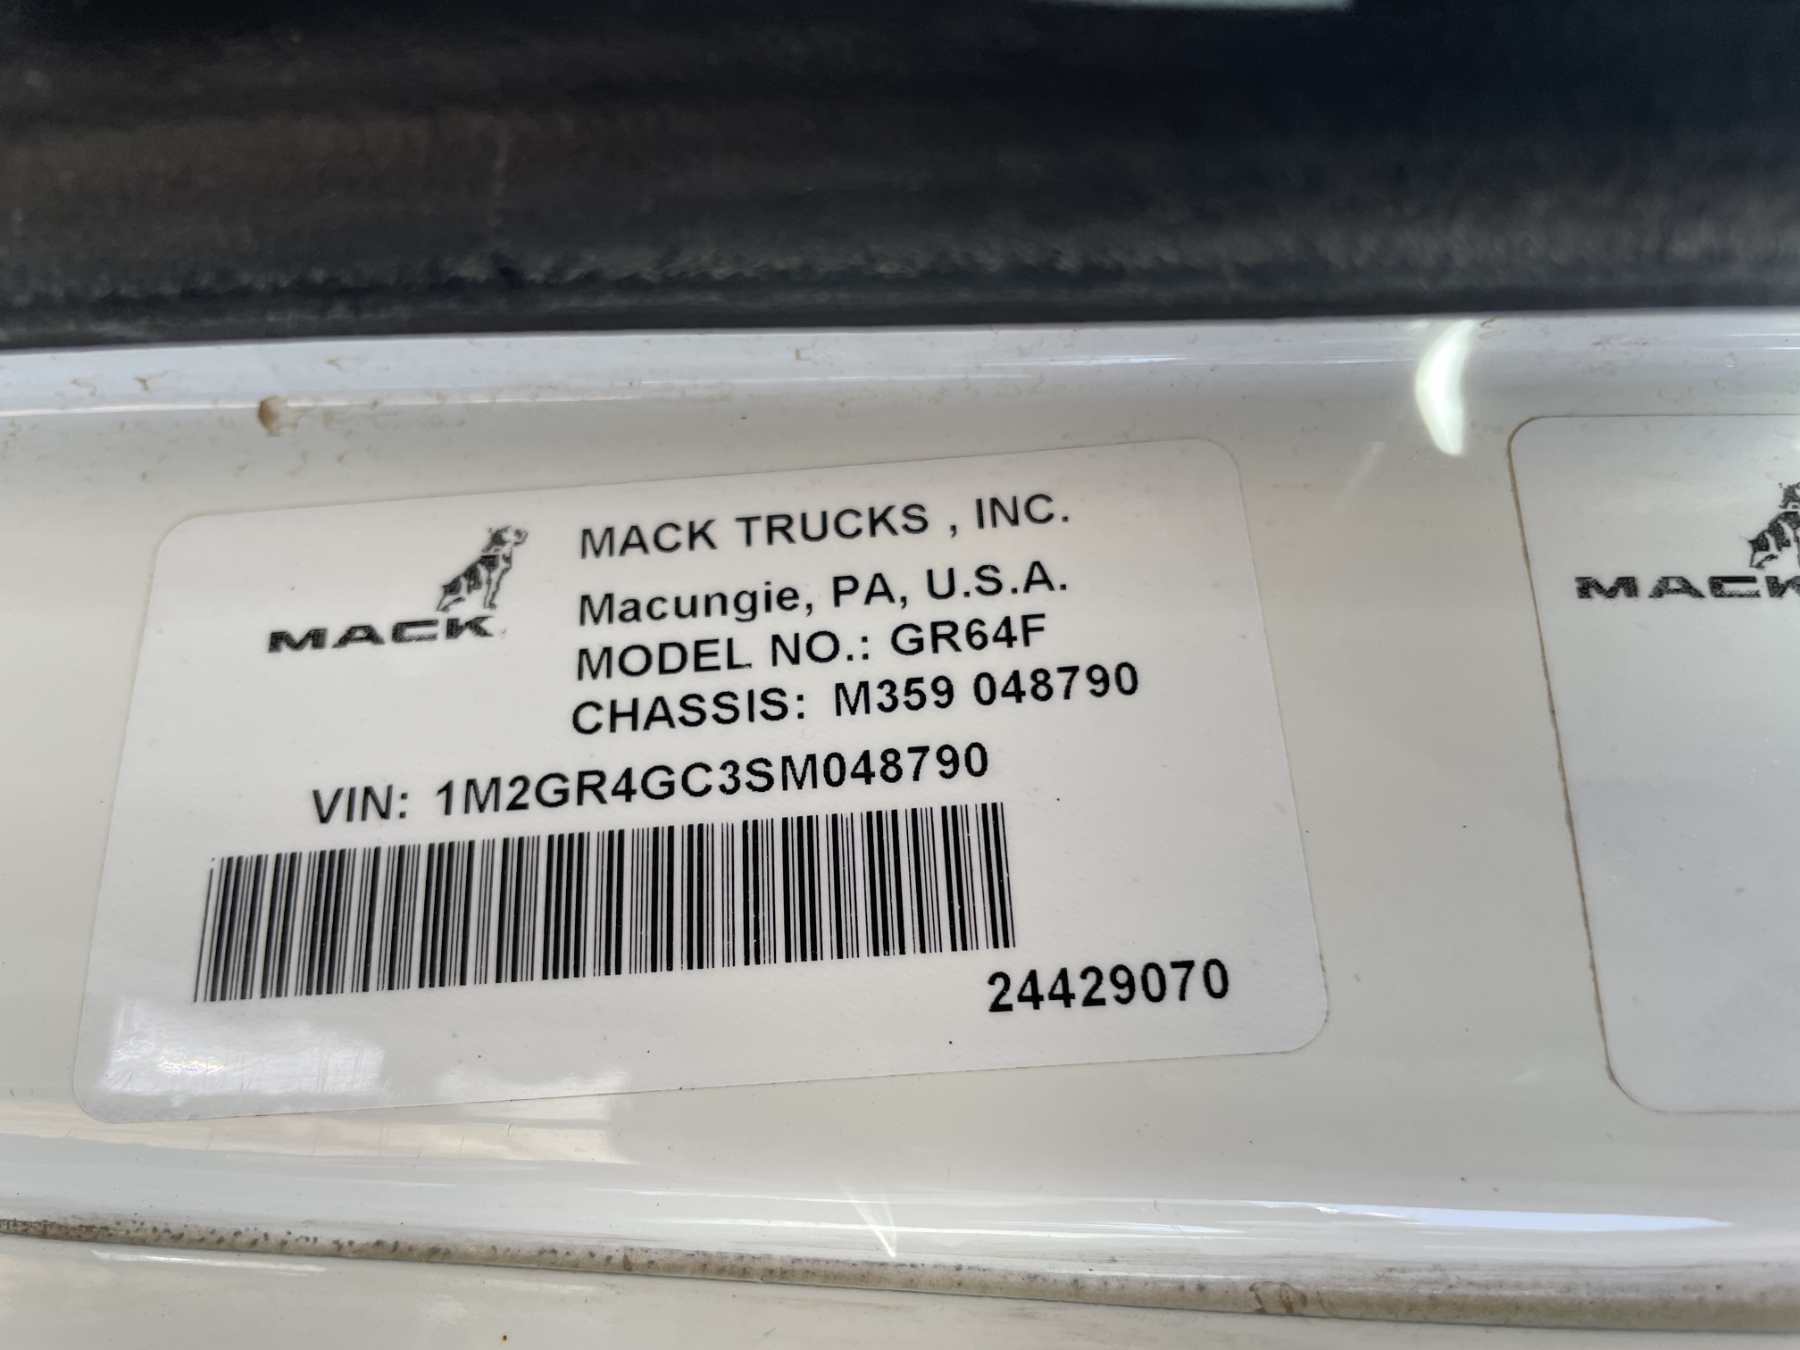 MACK
MACK TRUCKS , INC.
Macungie, PA, U.S.A.
MODEL NO.: GR64F
CHASSIS: M359 048790
VIN: 1M2GR4GC3SM048790
24429070
MACK